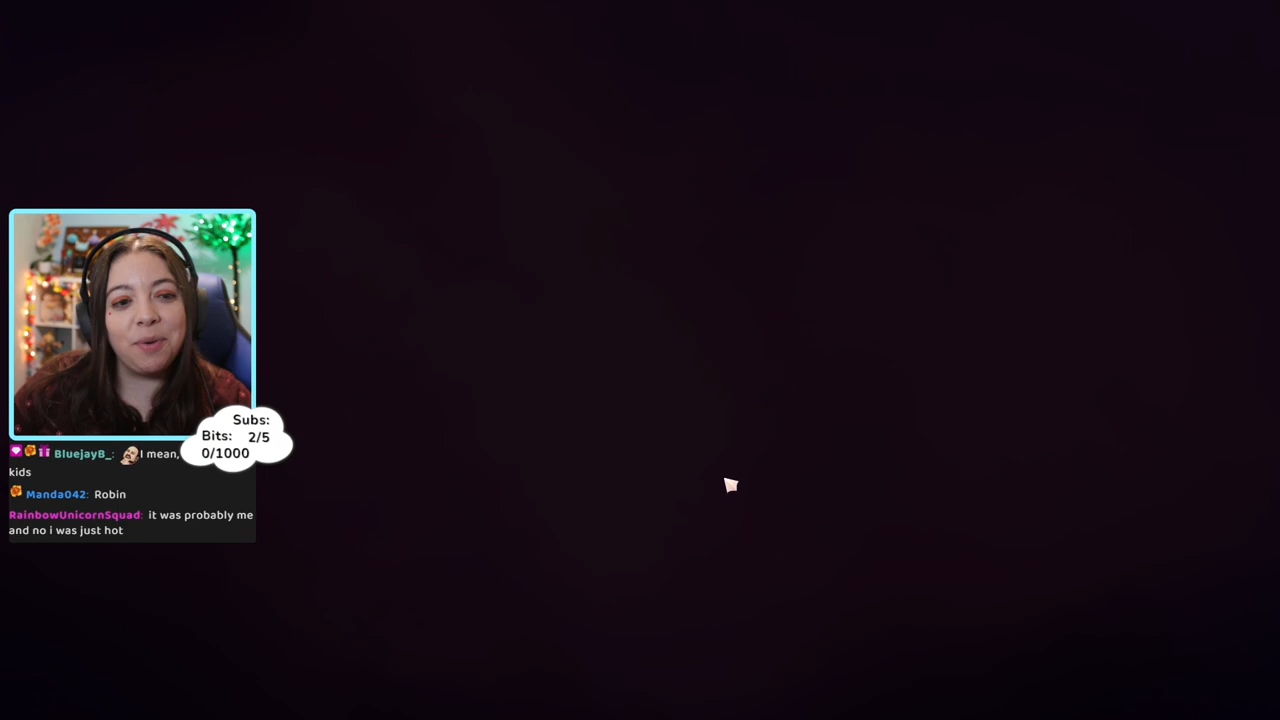 Subs:
Bits: 2/5
0/1000
BluejayB_: I mean,
kids
Manda042: Robin
RainbowUnicornSquad: it was probably me
and no i was just hot